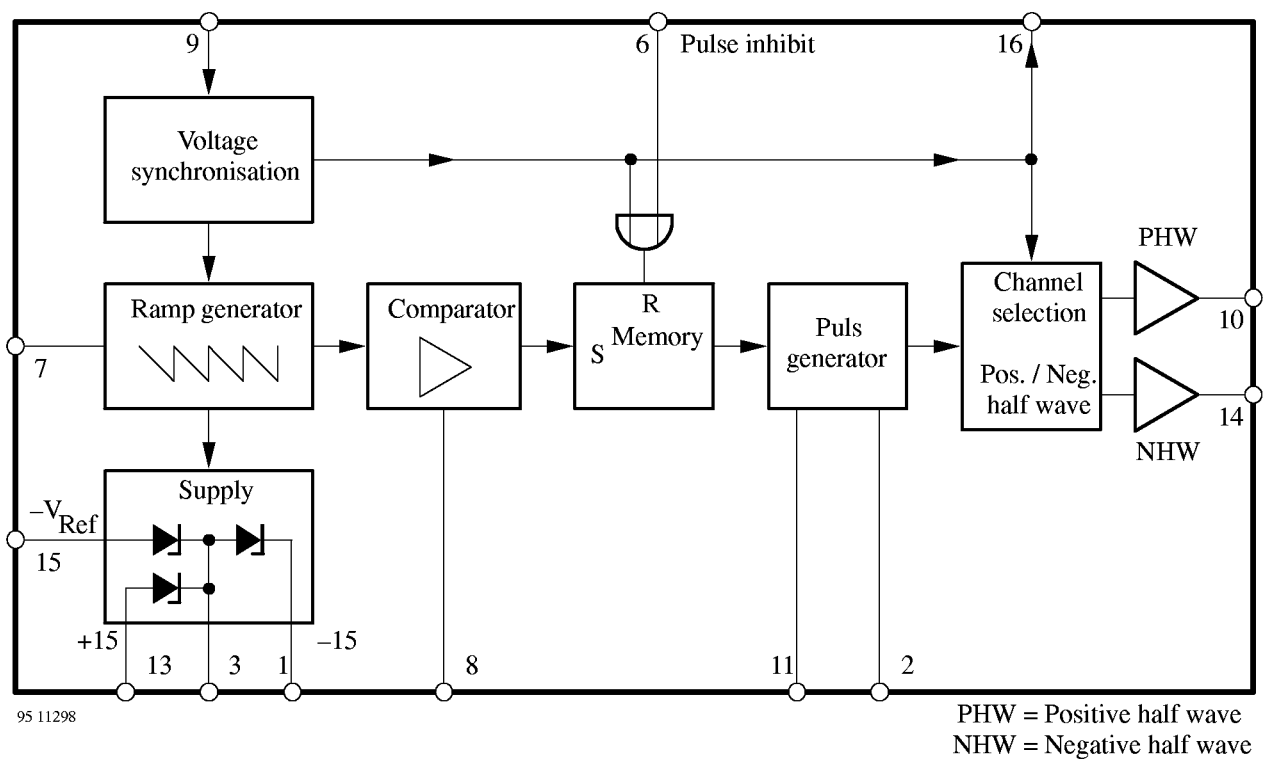 9
6
Pulse inhibit
16
Voltage
synchronisation
PHW
Ramp generator
Comparator
R
S
Memory
Puls
generator
Channel
selection
Pos. / Neg.
half wave
10
7
14
NHW
Supply
–VRef
15
+15
–15
13
3
1
8
11
2
95 11298
PHW = Positive half wave
NHW = Negative half wave